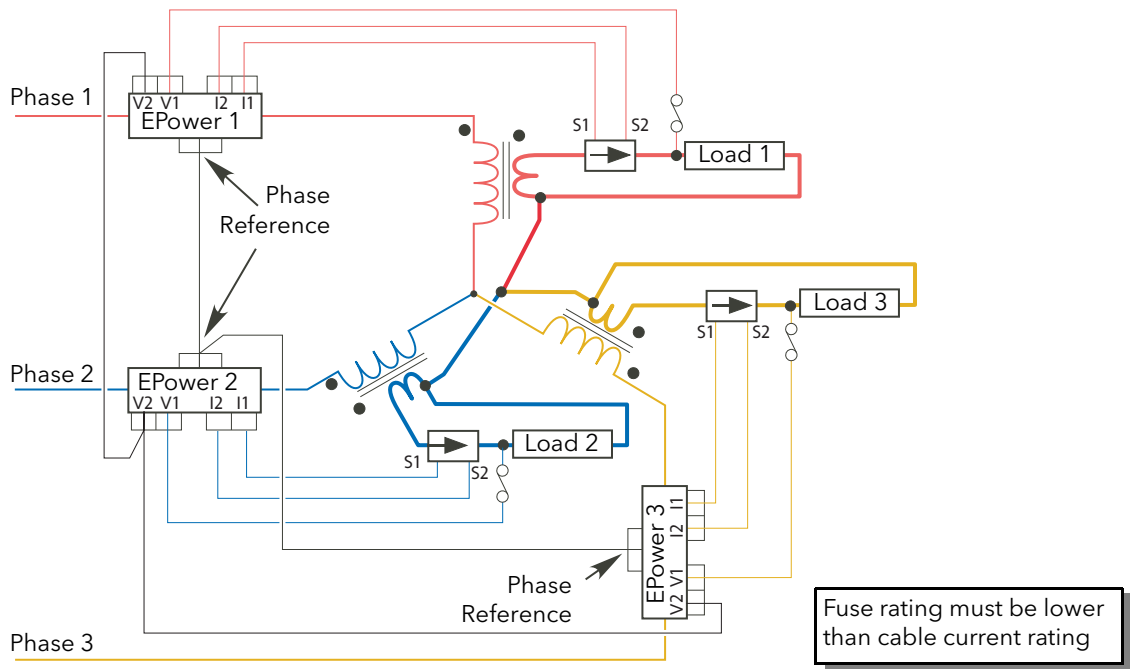 Phase 1
V2 V1 I2 I1
EPower 1
S1 S2
Load 1
Phase
Reference
Load 3
S1 S2
Phase 2
EPower 2
V2 V1 I2 I1
Load 2
S1 S2
EPower 3
I1
I2
V1
V2
Phase
Reference
Fuse rating must be lower
than cable current rating
Phase 3